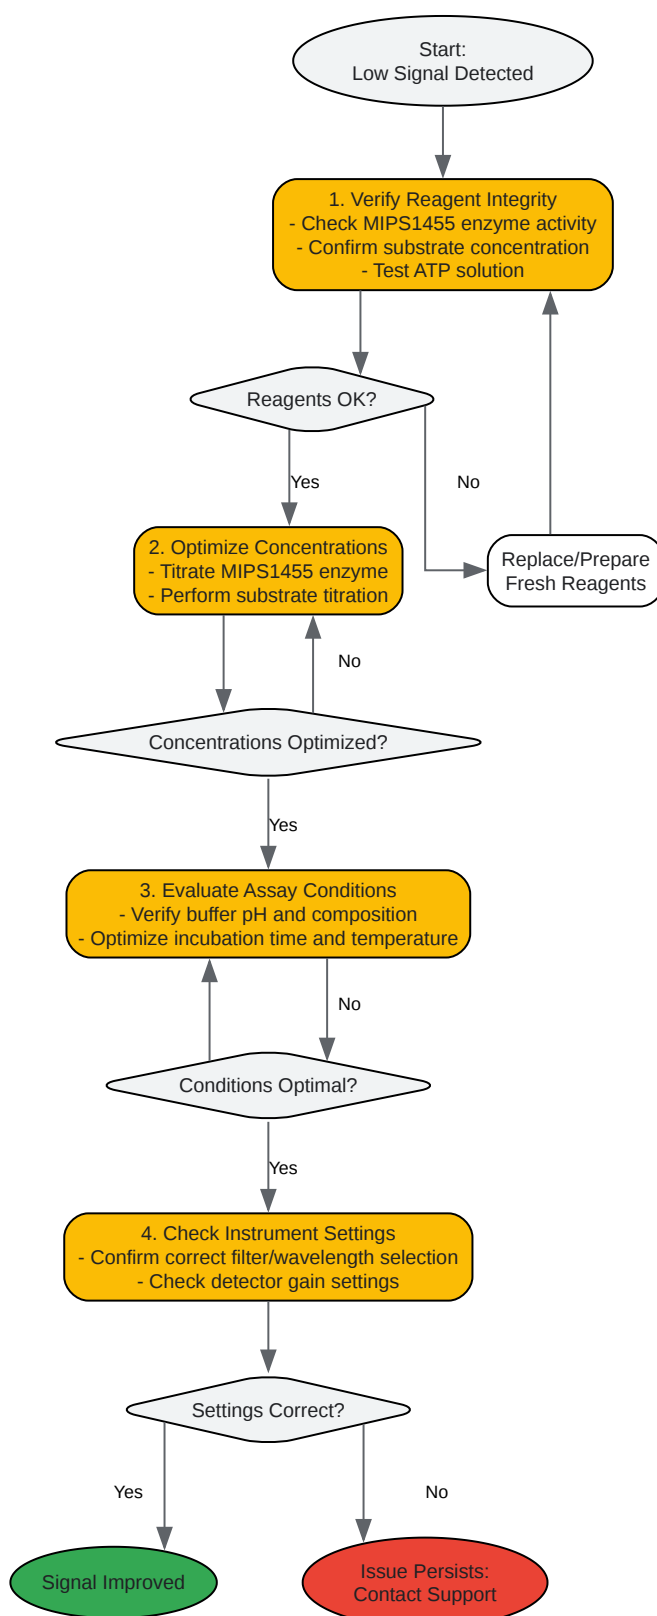 Start:
Low Signal Detected
1. Verify Reagent Integrity
- Check MIPS1455 enzyme activity
- Confirm substrate concentration
- Test ATP solution
Reagents OK?
Yes
No
2. Optimize Concentrations
- Titrate MIPS1455 enzyme
- Perform substrate titration
Replace/Prepare
Fresh Reagents
No
Concentrations Optimized?
Yes
3. Evaluate Assay Conditions
- Verify buffer pH and composition
- Optimize incubation time and temperature
No
Conditions Optimal?
Yes
4. Check Instrument Settings
- Confirm correct filter/wavelength selection
- Check detector gain settings
Settings Correct?
Yes
No
Signal Improved
Issue Persists:
Contact Support